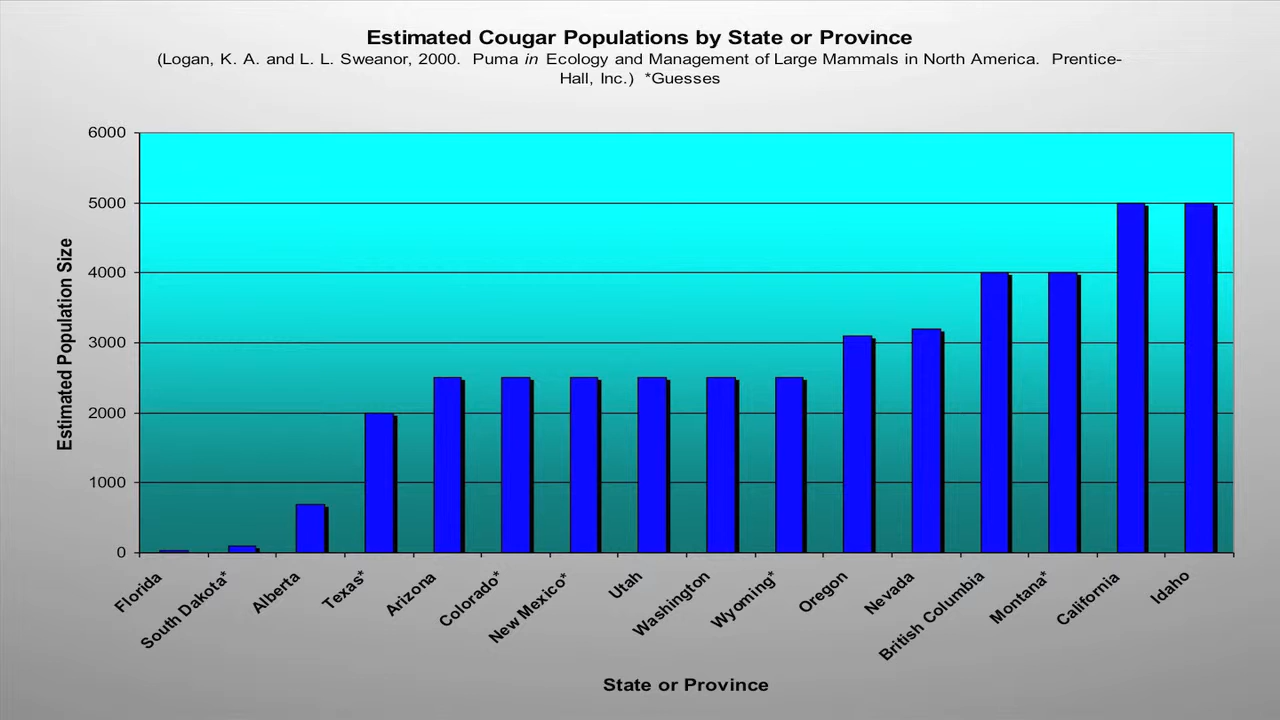 Estimated Cougar Populations by State or Province
(Logan, K. A. and L. L. Sweanor, 2000. Puma in Ecology and Management of Large Mammals in North America. Prentice-
Hall, Inc.) *Guesses
Estimated Population Size
6000
5000
4000
3000
2000
1000
0
Florida
South Dakota*
Alberta
Texas*
Arizona
Colorado*
New Mexico*
Utah
Washington
Wyoming*
Oregon
Nevada
British Columbia
Montana*
California
Idaho
State or Province